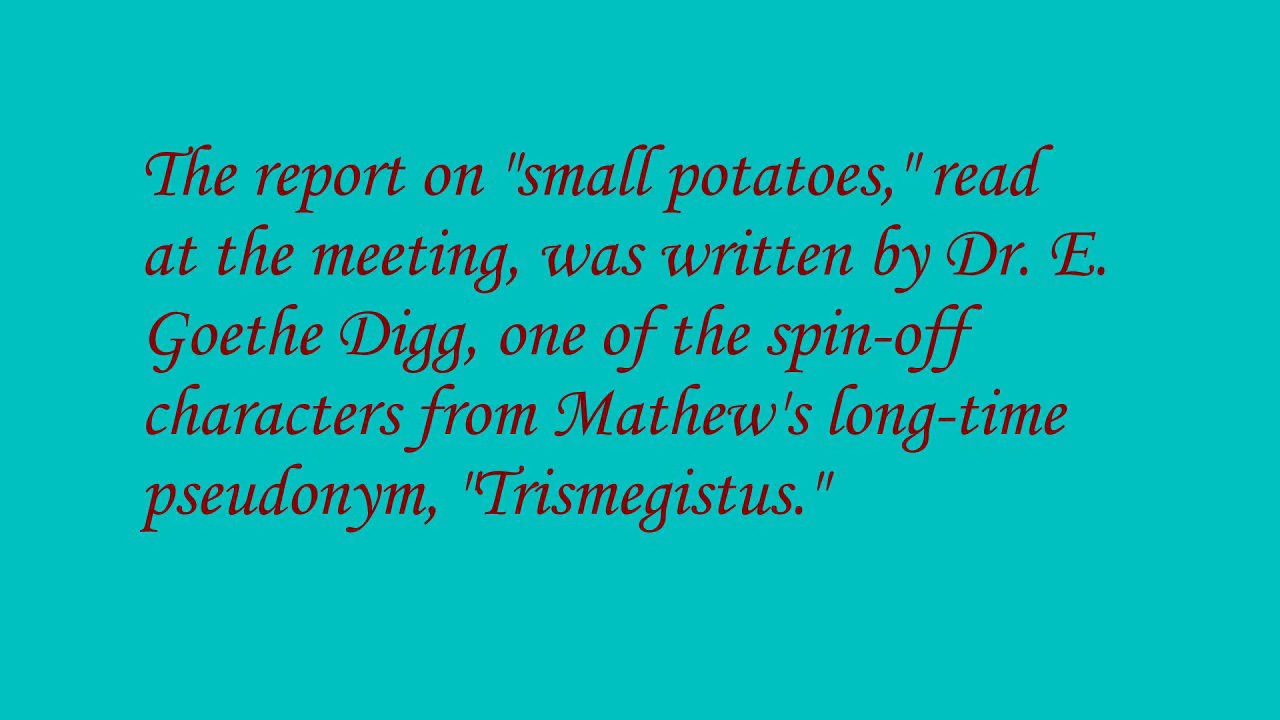 The report on "small potatoes," read
at the meeting, was written by Dr. E.
Goethe Digg, one of the spin-off
characters from Mathew's long-time
pseudonym, "Trismegistus."